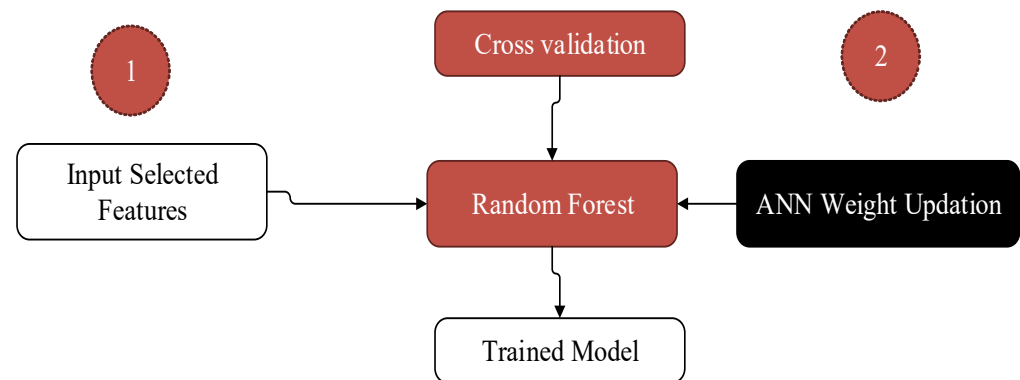 1
Cross validation
2
Input Selected
Features
Random Forest
ANN Weight Updation
Trained Model